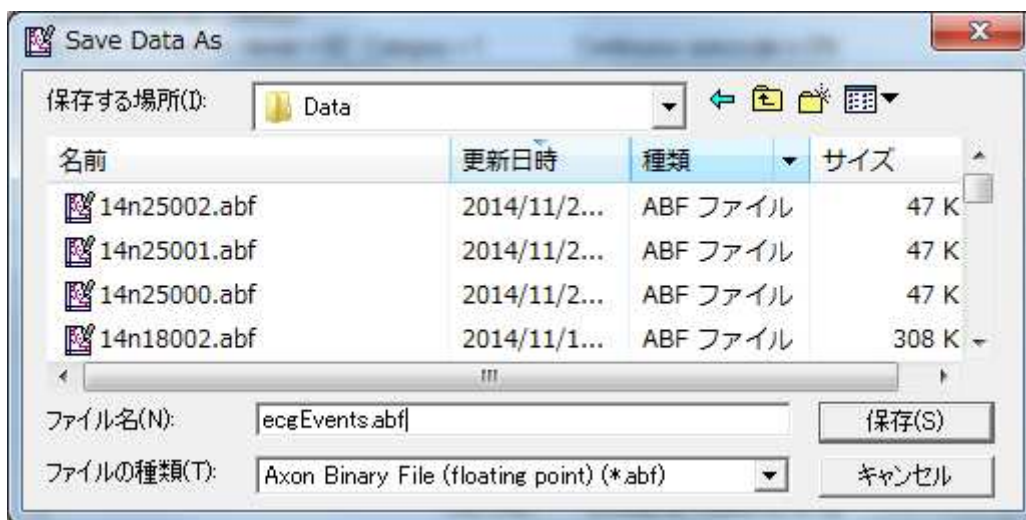 Save Data As
保存する場所(I): Data
名前 更新日時 種類 サイズ
14n25002.abf 2014/11/2... ABF ファイル 47 K
14n25001.abf 2014/11/2... ABF ファイル 47 K
14n25000.abf 2014/11/2... ABF ファイル 47 K
14n18002.abf 2014/11/1... ABF ファイル 308 K
ファイル名(N): ecgEvents.abf 保存(S)
ファイルの種類(T): Axon Binary File (floating point) (*.abf) キャンセル